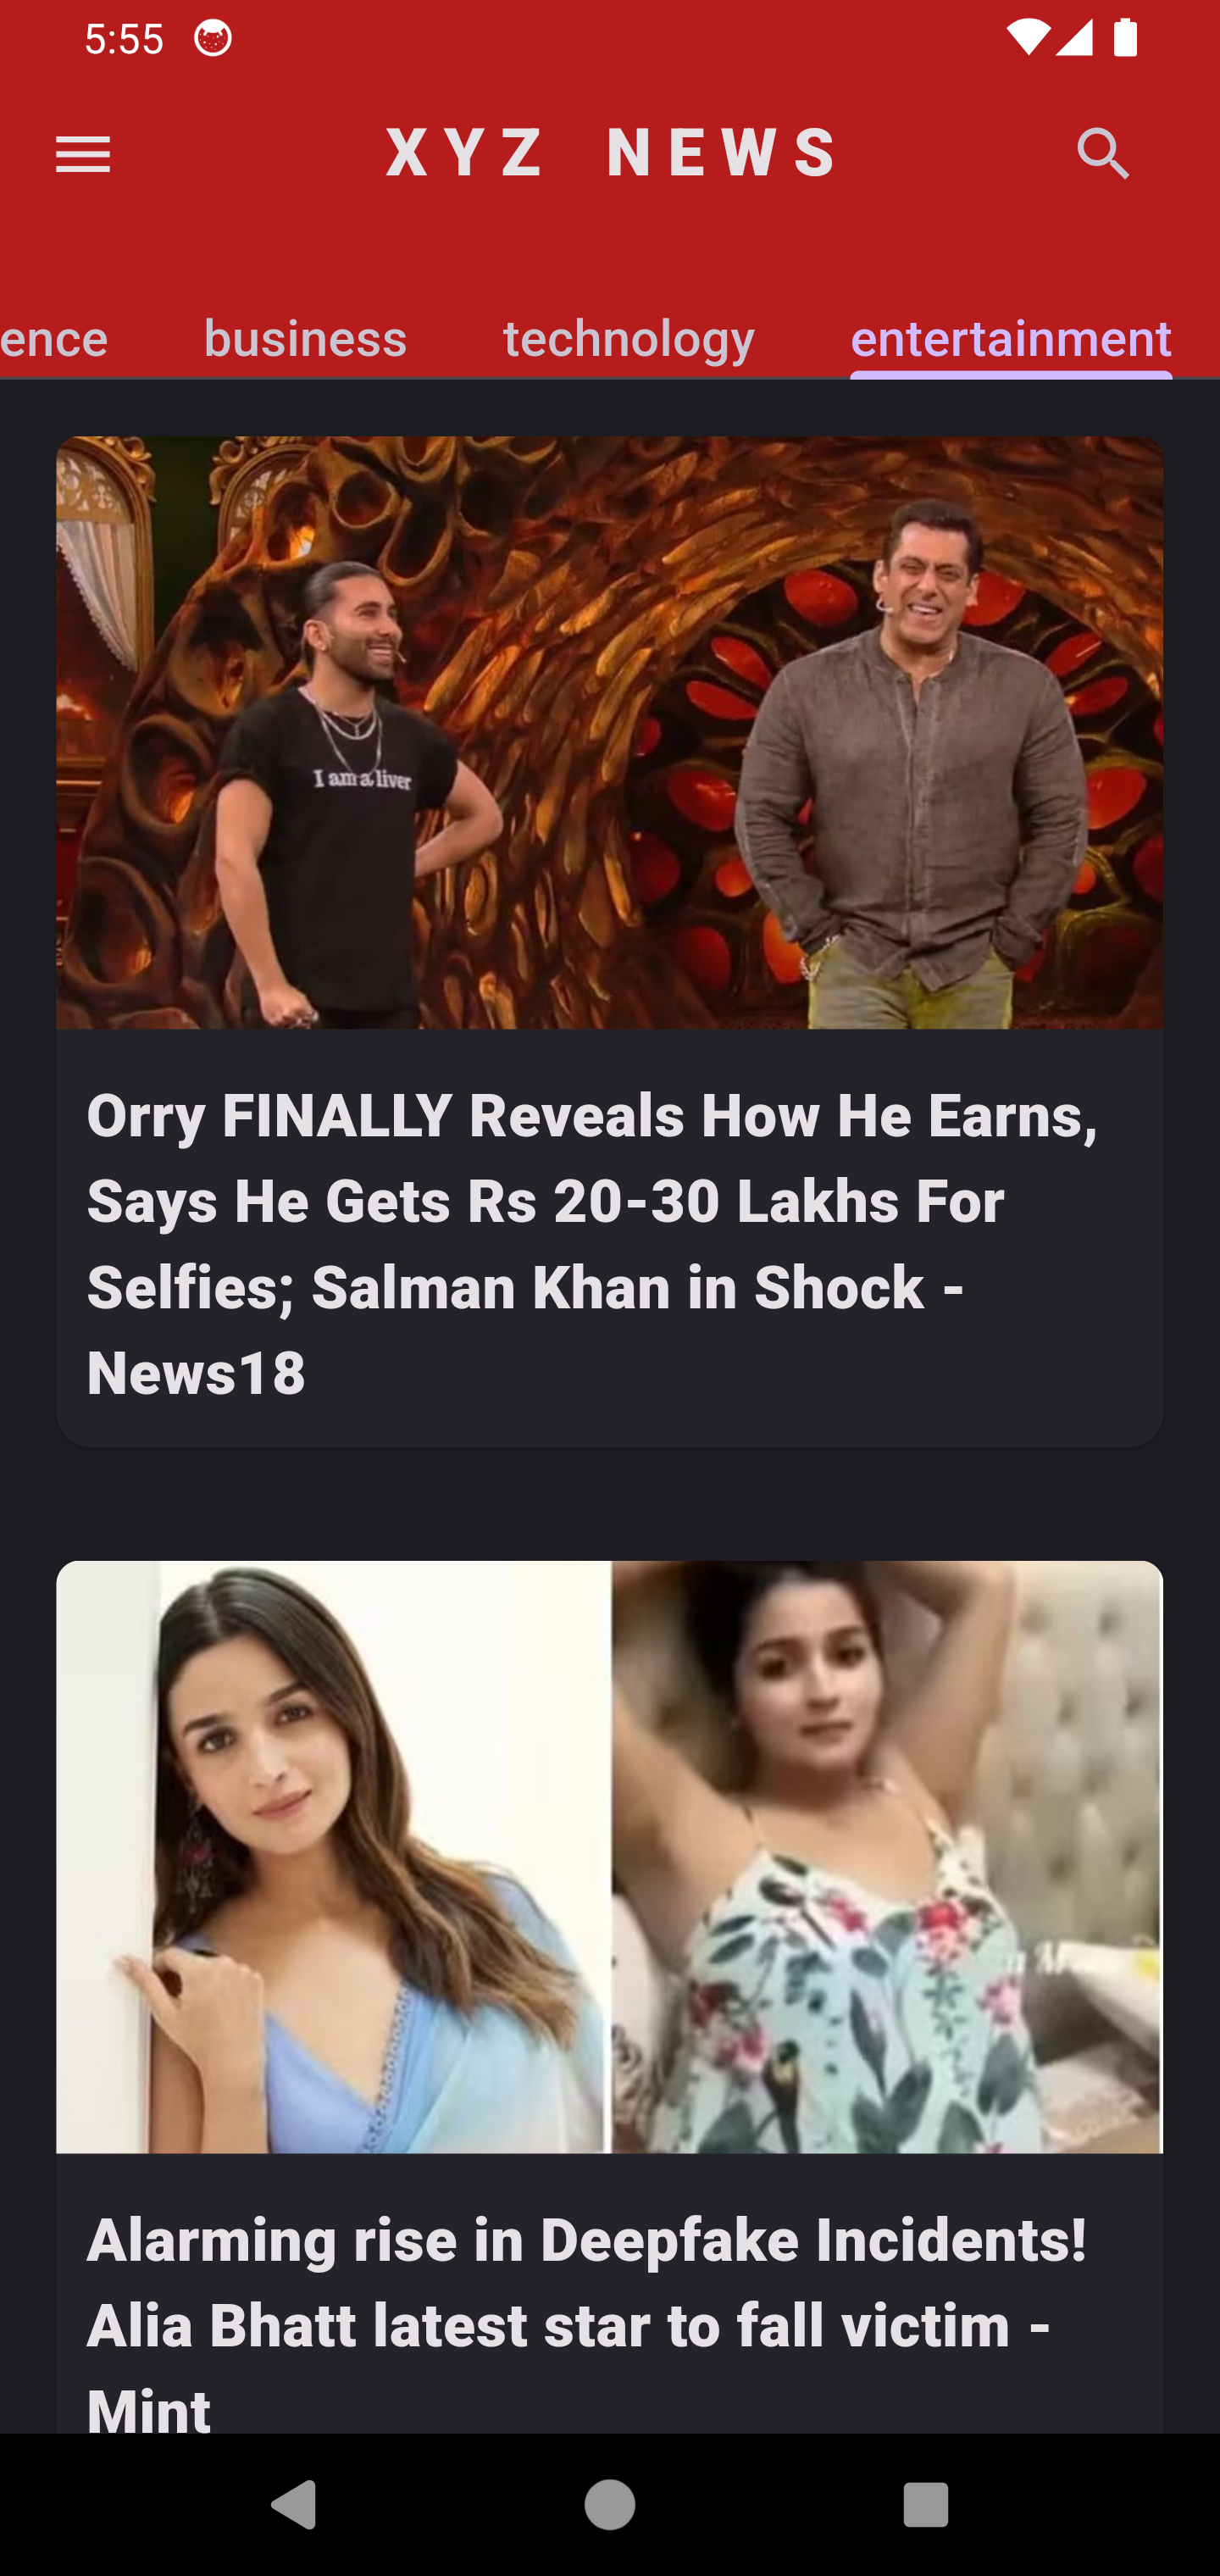 5:55
XYZ NEWS
ence business technology entertainment
I am a liver
Orry FINALLY Reveals How He Earns,
Says He Gets Rs 20-30 Lakhs For
Selfies; Salman Khan in Shock -
News18
Alarming rise in Deepfake Incidents!
Alia Bhatt latest star to fall victim -
Mint